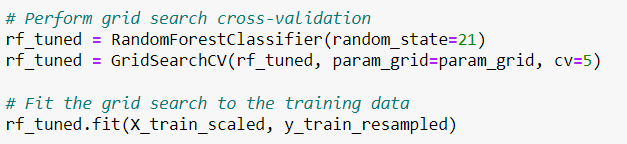 # Perform grid search cross-validation
rf_tuned = RandomForestClassifier(random_state=21)
rf_tuned = GridSearchCV(rf_tuned, param_grid=param_grid, cv=5)
# Fit the grid search to the training data
rf_tuned.fit(X_train_scaled, y_train_resampled)